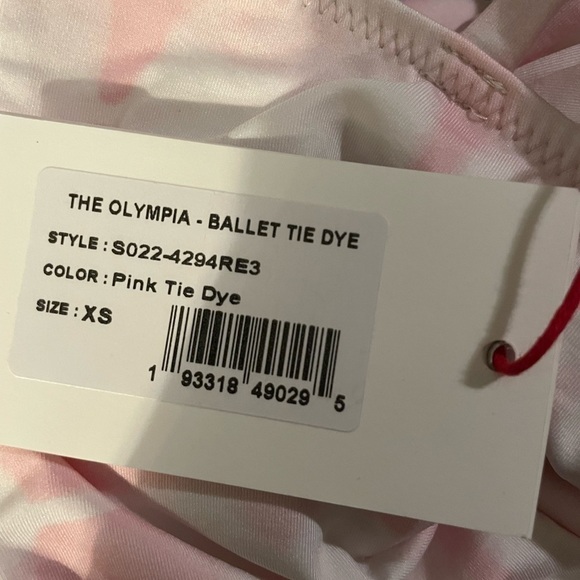 THE OLYMPIA - BALLET TIE DYE
STYLE : S022-4294RE3
COLOR : Pink Tie Dye
SIZE : XS
1 93318 49029 5